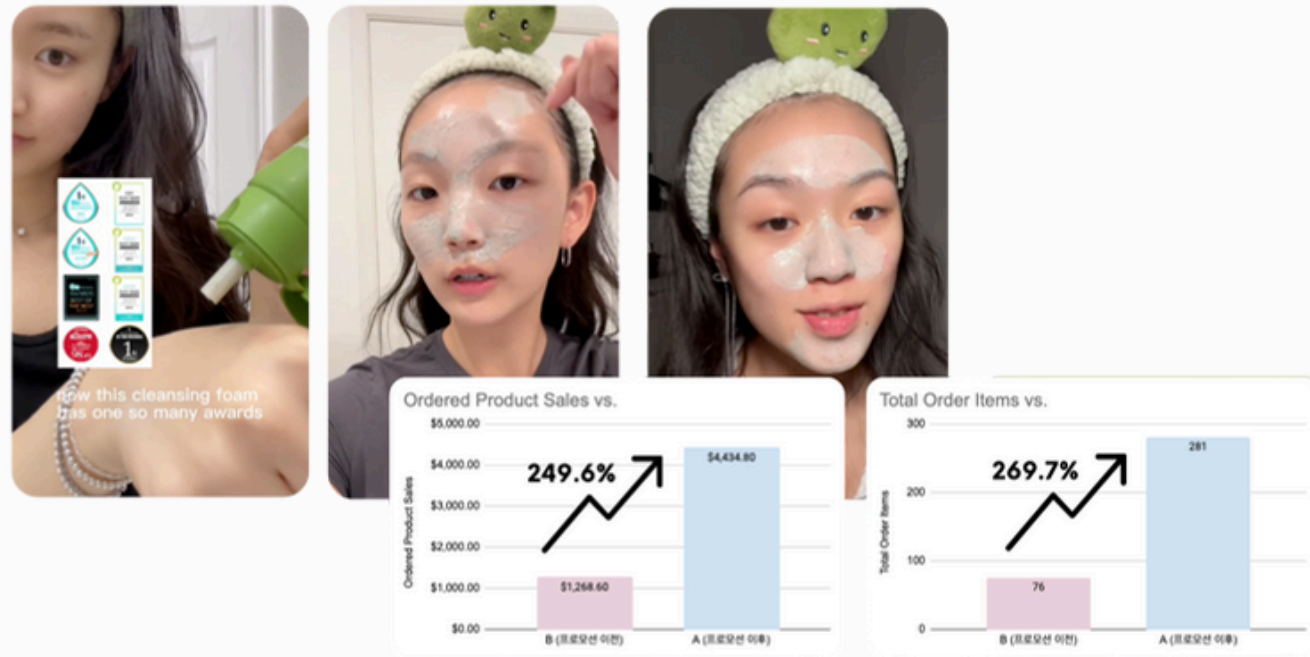 now this cleansing foam
has one so many awards
Ordered Product Sales vs.
$5,000.00
$4,000.00
$3,000.00
$2,000.00
$1,000.00
$0.00
Ordered Product Sales
249.6%
$1,268.60
$4,434.80
B (프로모션 이전)
A (프로모션 이후)
Total Order Items vs.
300
200
100
0
Total Order Items
269.7%
76
281
B (프로모션 이전)
A (프로모션 이후)